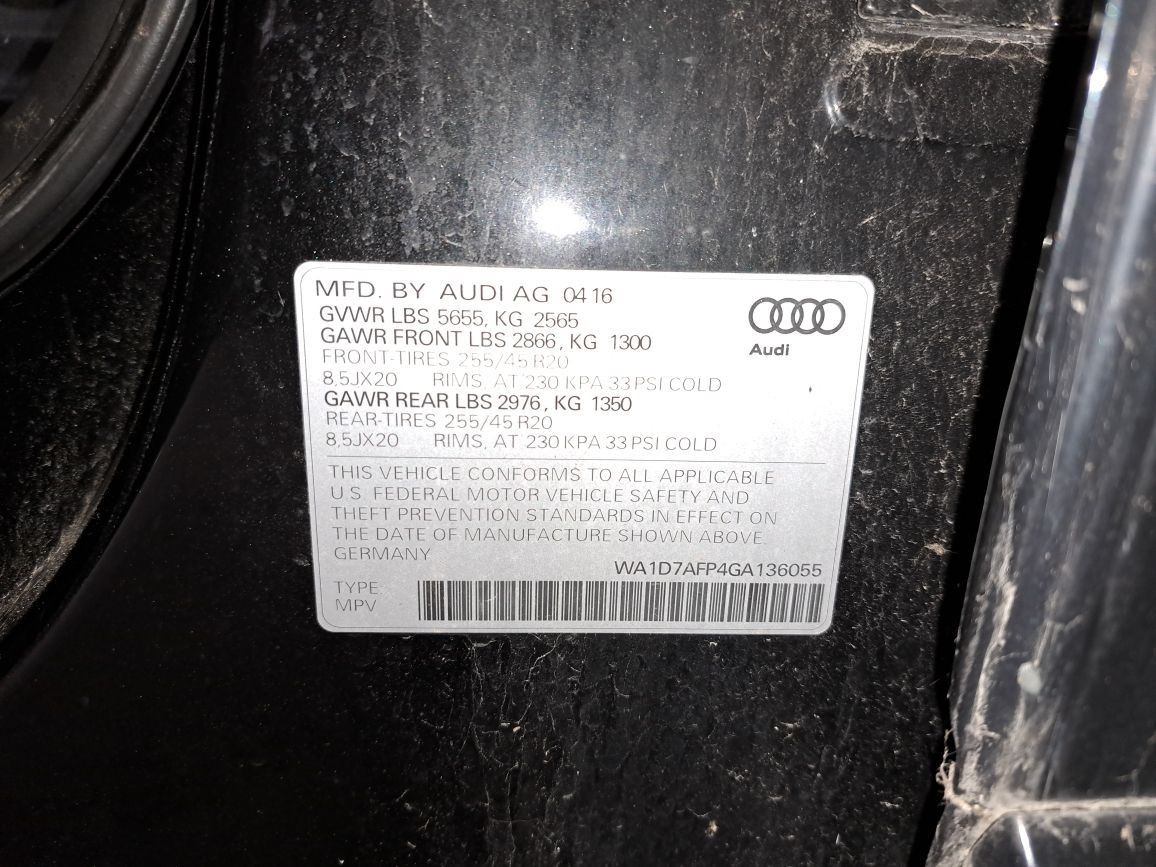 MFD. BY AUDI AG 04 16
GVWR LBS 5655, KG 2565
GAWR FRONT LBS 2866, KG 1300
FRONT-TIRES 255/45 R20
8,5JX20 RIMS, AT 230 KPA 33 PSI COLD
GAWR REAR LBS 2976, KG 1350
REAR-TIRES 255/45 R20
8,5JX20 RIMS, AT 230 KPA 33 PSI COLD
Audi
THIS VEHICLE CONFORMS TO ALL APPLICABLE
U.S. FEDERAL MOTOR VEHICLE SAFETY AND
THEFT PREVENTION STANDARDS IN EFFECT ON
THE DATE OF MANUFACTURE SHOWN ABOVE.
GERMANY
WA1D7AFP4GA136055
TYPE:
MPV